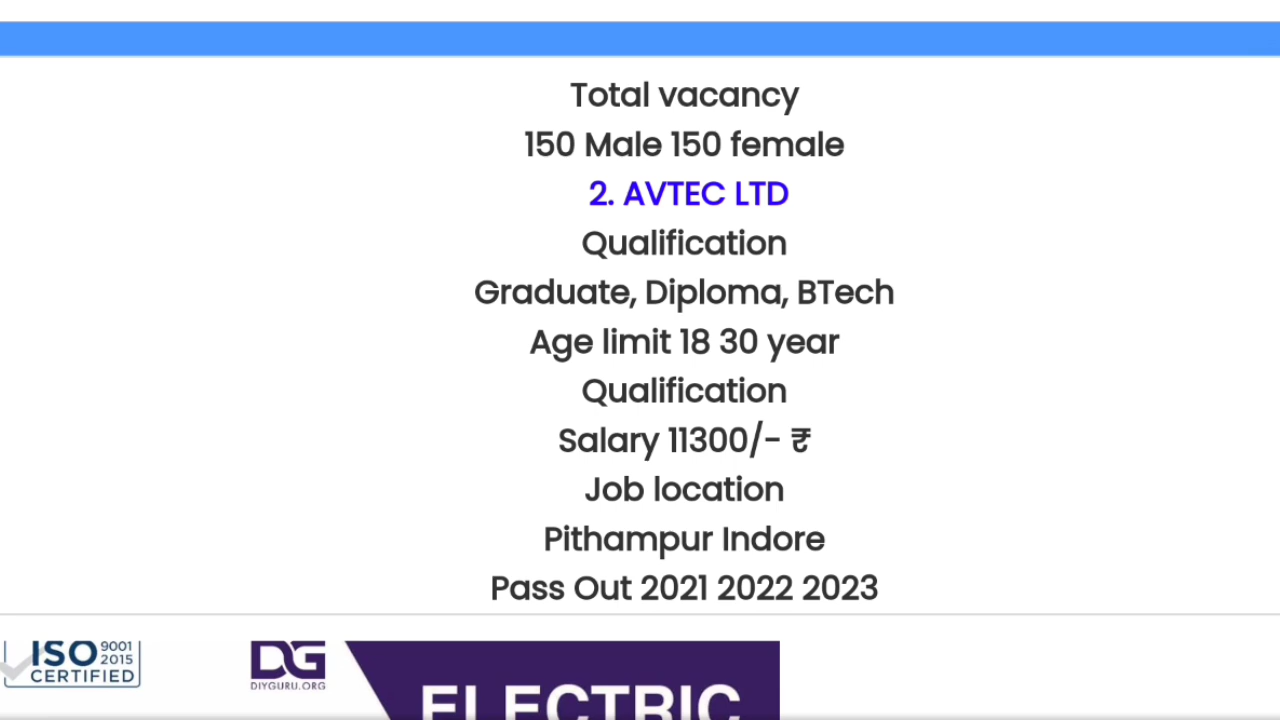 Total vacancy
150 Male 150 female
2. AVTEC LTD
Qualification
Graduate, Diploma, BTech
Age limit 18 30 year
Qualification
Salary 11300/- ₹
Job location
Pithampur Indore
Pass Out 2021 2022 2023
ISO 9001 2015
CERTIFIED
DG
DIYGURU.ORG
ELECTRIC